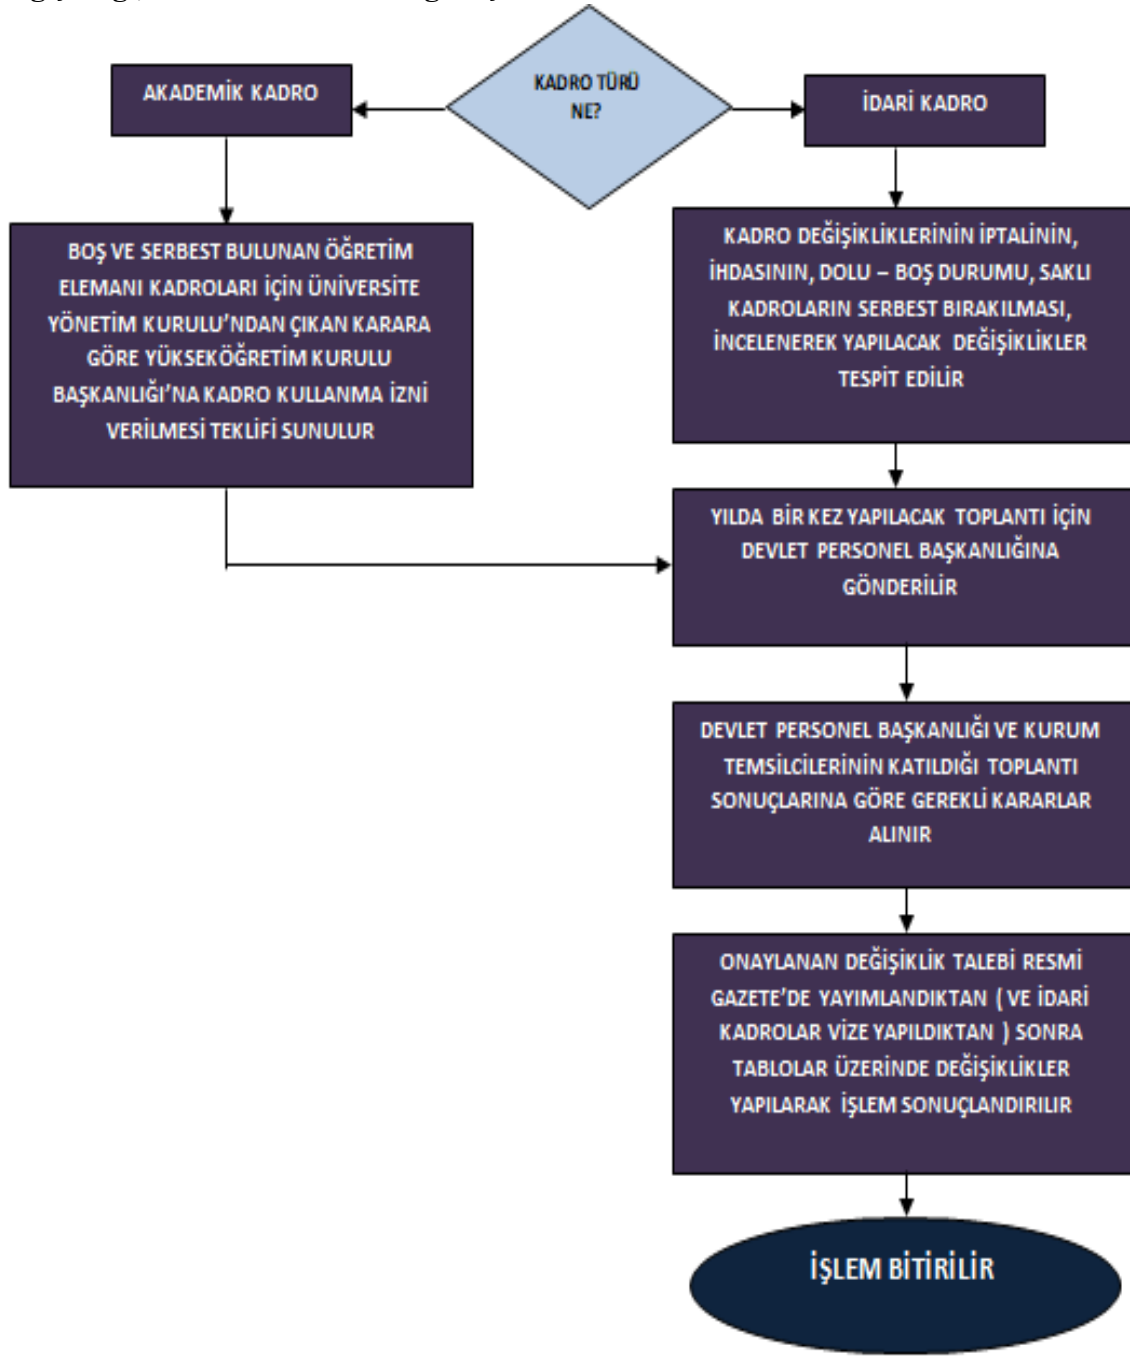 KADRO TÜRÜ
NE?
AKADEMİK KADRO
İDARİ KADRO
BOŞ VE SERBEST BULUNAN ÖĞRETİM
ELEMANI KADROLARI İÇİN ÜNİVERSİTE
YÖNETİM KURULU’NDAN ÇIKAN KARARA
GÖRE YÜKSEKÖĞRETİM KURULU
BAŞKANLIĞI’NA KADRO KULLANMA İZNİ
VERİLMESİ TEKLİFİ SUNULUR
KADRO DEĞİŞİKLİKLERİNİN İPTALİNİN,
İHDASININ, DOLU – BOŞ DURUMU, SAKLI
KADROLARIN SERBEST BIRAKILMASI,
İNCELENEREK YAPILACAK DEĞİŞİKLİKLER
TESPİT EDİLİR
YILDA BİR KEZ YAPILACAK TOPLANTI İÇİN
DEVLET PERSONEL BAŞKANLIĞINA
GÖNDERİLİR
DEVLET PERSONEL BAŞKANLIĞI VE KURUM
TEMSİLCİLERİNİN KATILDIĞI TOPLANTI
SONUÇLARINA GÖRE GEREKLİ KARARLAR
ALINIR
ONAYLANAN DEĞİŞİKLİK TALEBİ RESMİ
GAZETE’DE YAYIMLANDIKTAN ( VE İDARİ
KADROLAR VİZE YAPILDIKTAN ) SONRA
TABLOLAR ÜZERİNDE DEĞİŞİKLİKLER
YAPILARAK İŞLEM SONUÇLANDIRILIR
İŞLEM BİTİRİLİR